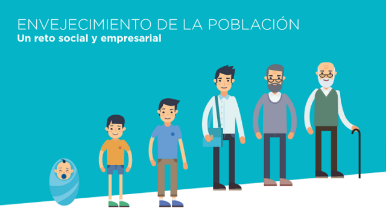 ENVEJECIMIENTO DE LA POBLACIÓN
Un reto social y empresarial